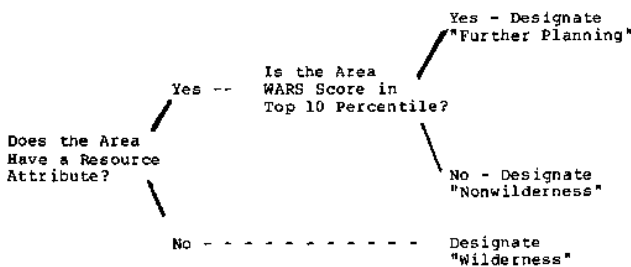 Yes - Designate
"Further Planning"
Is the Area
Yes -- WARS Score in
Top 10 Percentile?
Does the Area
Have a Resource
Attribute?
No - Designate
"Nonwilderness"
No - - - - - - - - - - - - Designate
"Wilderness"